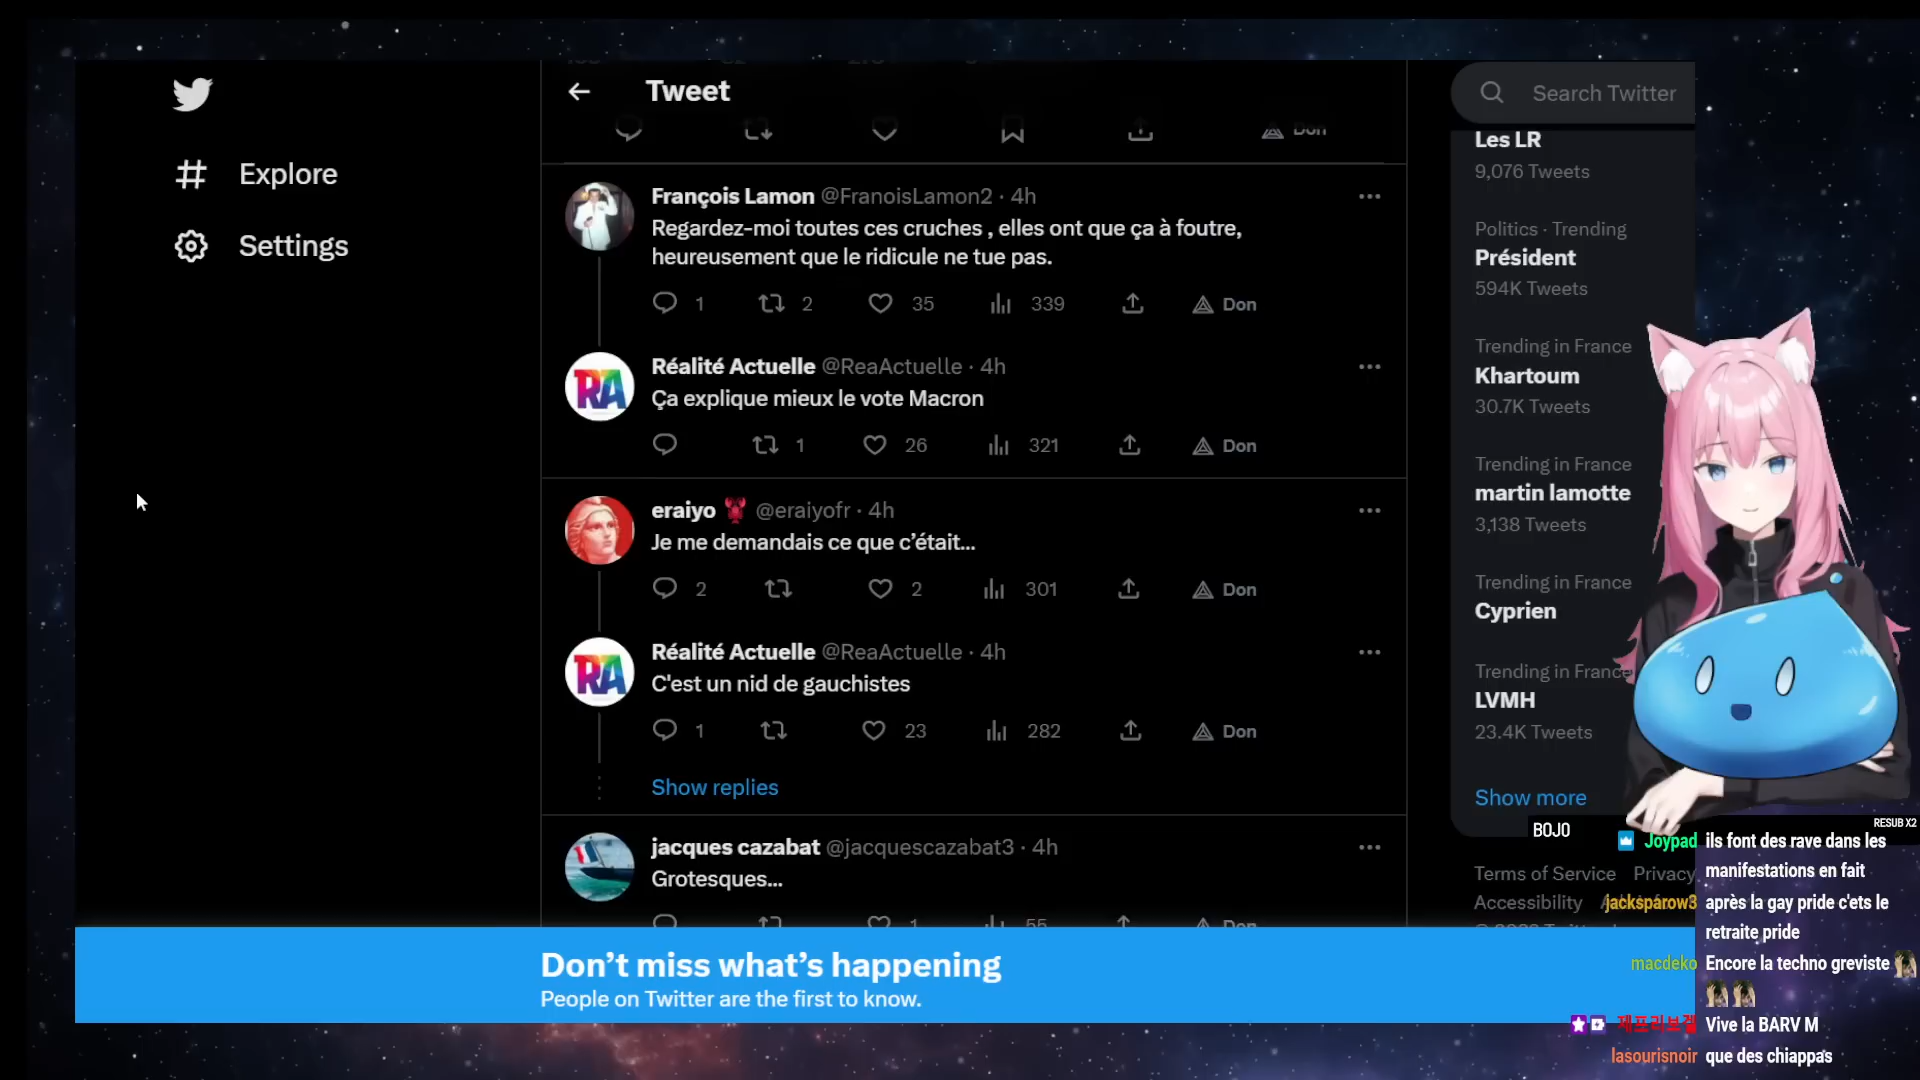 Explore
Settings
Tweet
Don
François Lamon @FranoisLamon2 · 4h
Regardez-moi toutes ces cruches , elles ont que ça à foutre,
heureusement que le ridicule ne tue pas.
1 2 35 339 Don
Réalité Actuelle @ReaActuelle · 4h
Ça explique mieux le vote Macron
1 26 321 Don
eraiyo @eraiyofr · 4h
Je me demandais ce que c’était...
2 2 301 Don
Réalité Actuelle @ReaActuelle · 4h
C'est un nid de gauchistes
1 23 282 Don
Show replies
jacques cazabat @jacquescazabat3 · 4h
Grotesques...
1 55 Don
Search Twitter
Les LR
9,076 Tweets
Politics · Trending
Président
594K Tweets
Trending in France
Khartoum
30.7K Tweets
Trending in France
martin lamotte
3,138 Tweets
Trending in France
Cyprien
Trending in France
LVMH
23.4K Tweets
Show more
Terms of Service Privacy
Accessibility
Don’t miss what’s happening
People on Twitter are the first to know.
BOJO
RESUB X2
Joypad ils font des rave dans les
manifestations en fait
jacksparow3 après la gay pride c'ets le
retraite pride
macdeko Encore la techno greviste
제프리브겔 Vive la BARV M
lasourisnoir que des chiappas
RA
RA